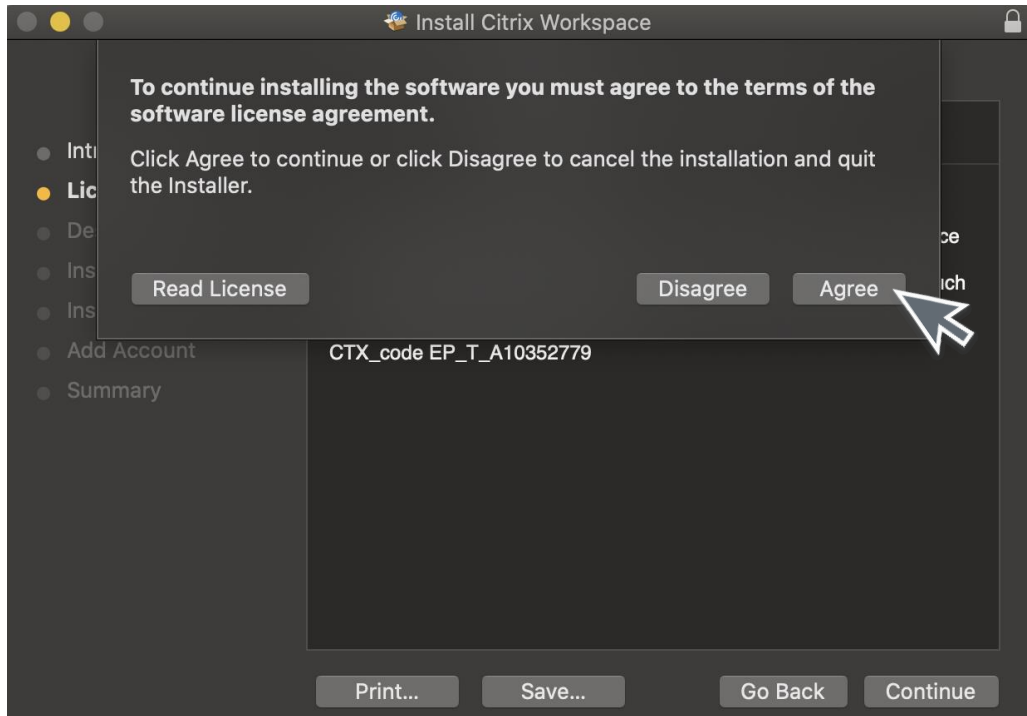 Install Citrix Workspace
To continue installing the software you must agree to the terms of the
software license agreement.
Click Agree to continue or click Disagree to cancel the installation and quit
the Installer.
Read License
Disagree
Agree
Add Account
Summary
CTX_code EP_T_A10352779
Print...
Save...
Go Back
Continue